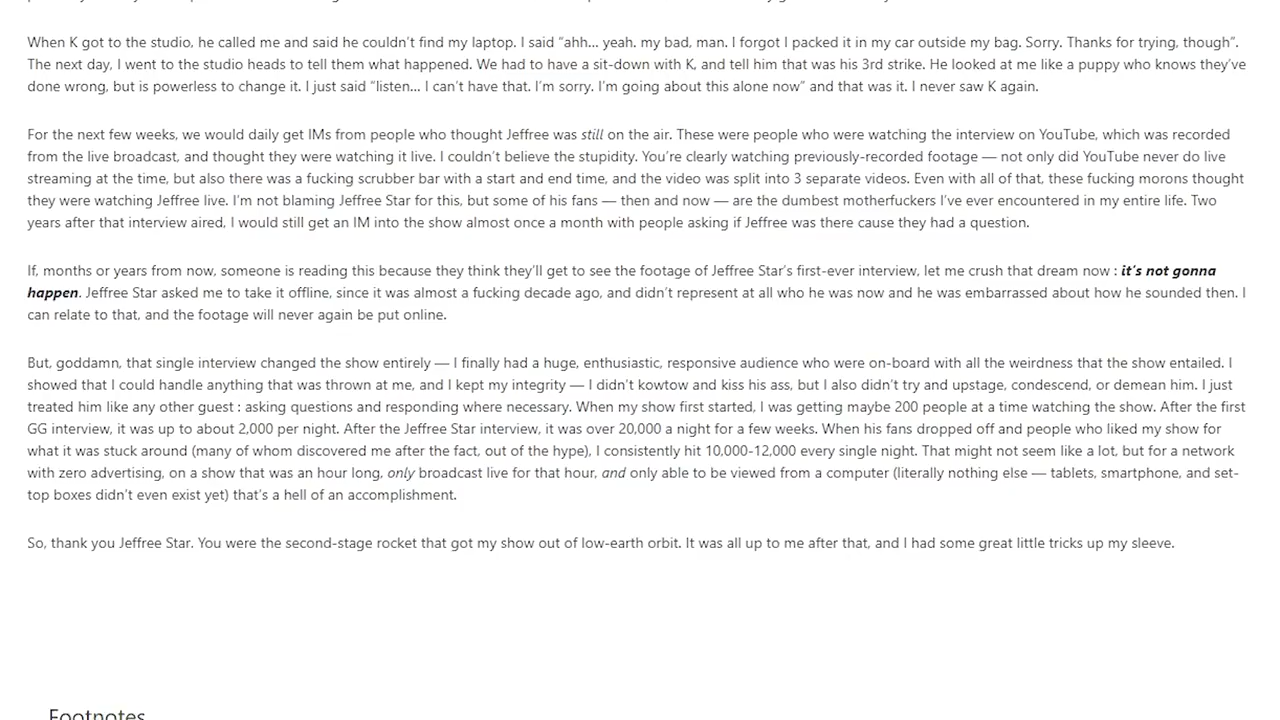 When K got to the studio, he called me and said he couldn't find my laptop. I said “ahh… yeah. my bad, man. I forgot I packed it in my car outside my bag. Sorry. Thanks for trying, though”.
The next day, I went to the studio heads to tell them what happened. We had to have a sit-down with K, and tell him that was his 3rd strike. He looked at me like a puppy who knows they've
done wrong, but is powerless to change it. I just said “listen… I can't have that. I'm sorry. I'm going about this alone now” and that was it. I never saw K again.
For the next few weeks, we would daily get IMs from people who thought Jeffree was still on the air. These were people who were watching the interview on YouTube, which was recorded
from the live broadcast, and thought they were watching it live. I couldn't believe the stupidity. You're clearly watching previously-recorded footage — not only did YouTube never do live
streaming at the time, but also there was a fucking scrubber bar with a start and end time, and the video was split into 3 separate videos. Even with all of that, these fucking morons thought
they were watching Jeffree live. I'm not blaming Jeffree Star for this, but some of his fans — then and now — are the dumbest motherfuckers I've ever encountered in my entire life. Two
years after that interview aired, I would still get an IM into the show almost once a month with people asking if Jeffree was there cause they had a question.
If, months or years from now, someone is reading this because they think they'll get to see the footage of Jeffree Star's first-ever interview, let me crush that dream now : it's not gonna
happen. Jeffree Star asked me to take it offline, since it was almost a fucking decade ago, and didn't represent at all who he was now and he was embarrassed about how he sounded then. I
can relate to that, and the footage will never again be put online.
But, goddamn, that single interview changed the show entirely — I finally had a huge, enthusiastic, responsive audience who were on-board with all the weirdness that the show entailed. I
showed that I could handle anything that was thrown at me, and I kept my integrity — I didn't kowtow and kiss his ass, but I also didn't try and upstage, condescend, or demean him. I just
treated him like any other guest : asking questions and responding where necessary. When my show first started, I was getting maybe 200 people at a time watching the show. After the first
GG interview, it was up to about 2,000 per night. After the Jeffree Star interview, it was over 20,000 a night for a few weeks. When his fans dropped off and people who liked my show for
what it was stuck around (many of whom discovered me after the fact, out of the hype), I consistently hit 10,000-12,000 every single night. That might not seem like a lot, but for a network
with zero advertising, on a show that was an hour long, only broadcast live for that hour, and only able to be viewed from a computer (literally nothing else — tablets, smartphone, and set-
top boxes didn't even exist yet) that's a hell of an accomplishment.
So, thank you Jeffree Star. You were the second-stage rocket that got my show out of low-earth orbit. It was all up to me after that, and I had some great little tricks up my sleeve.
Footnotes